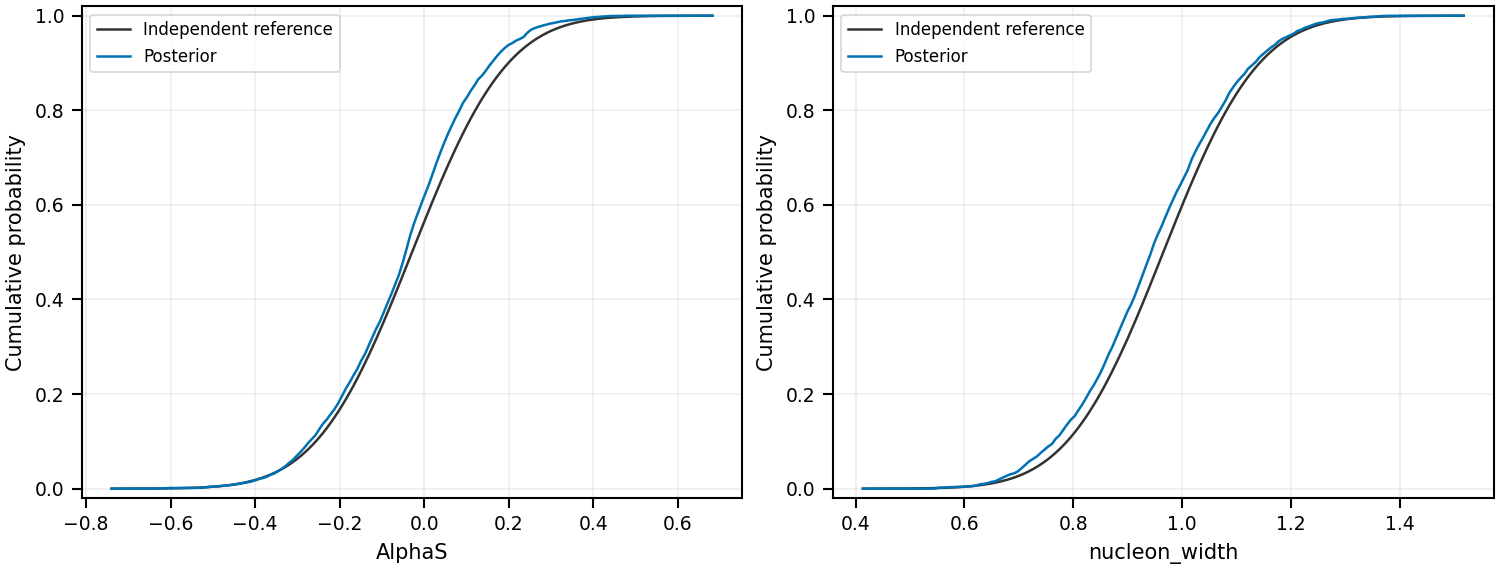 Independent reference
Posterior
Cumulative probability
1.0
0.8
0.6
0.4
0.2
0.0
−0.8 −0.6 −0.4 −0.2 0.0 0.2 0.4 0.6
AlphaS
Independent reference
Posterior
Cumulative probability
1.0
0.8
0.6
0.4
0.2
0.0
0.4 0.6 0.8 1.0 1.2 1.4
nucleon_width